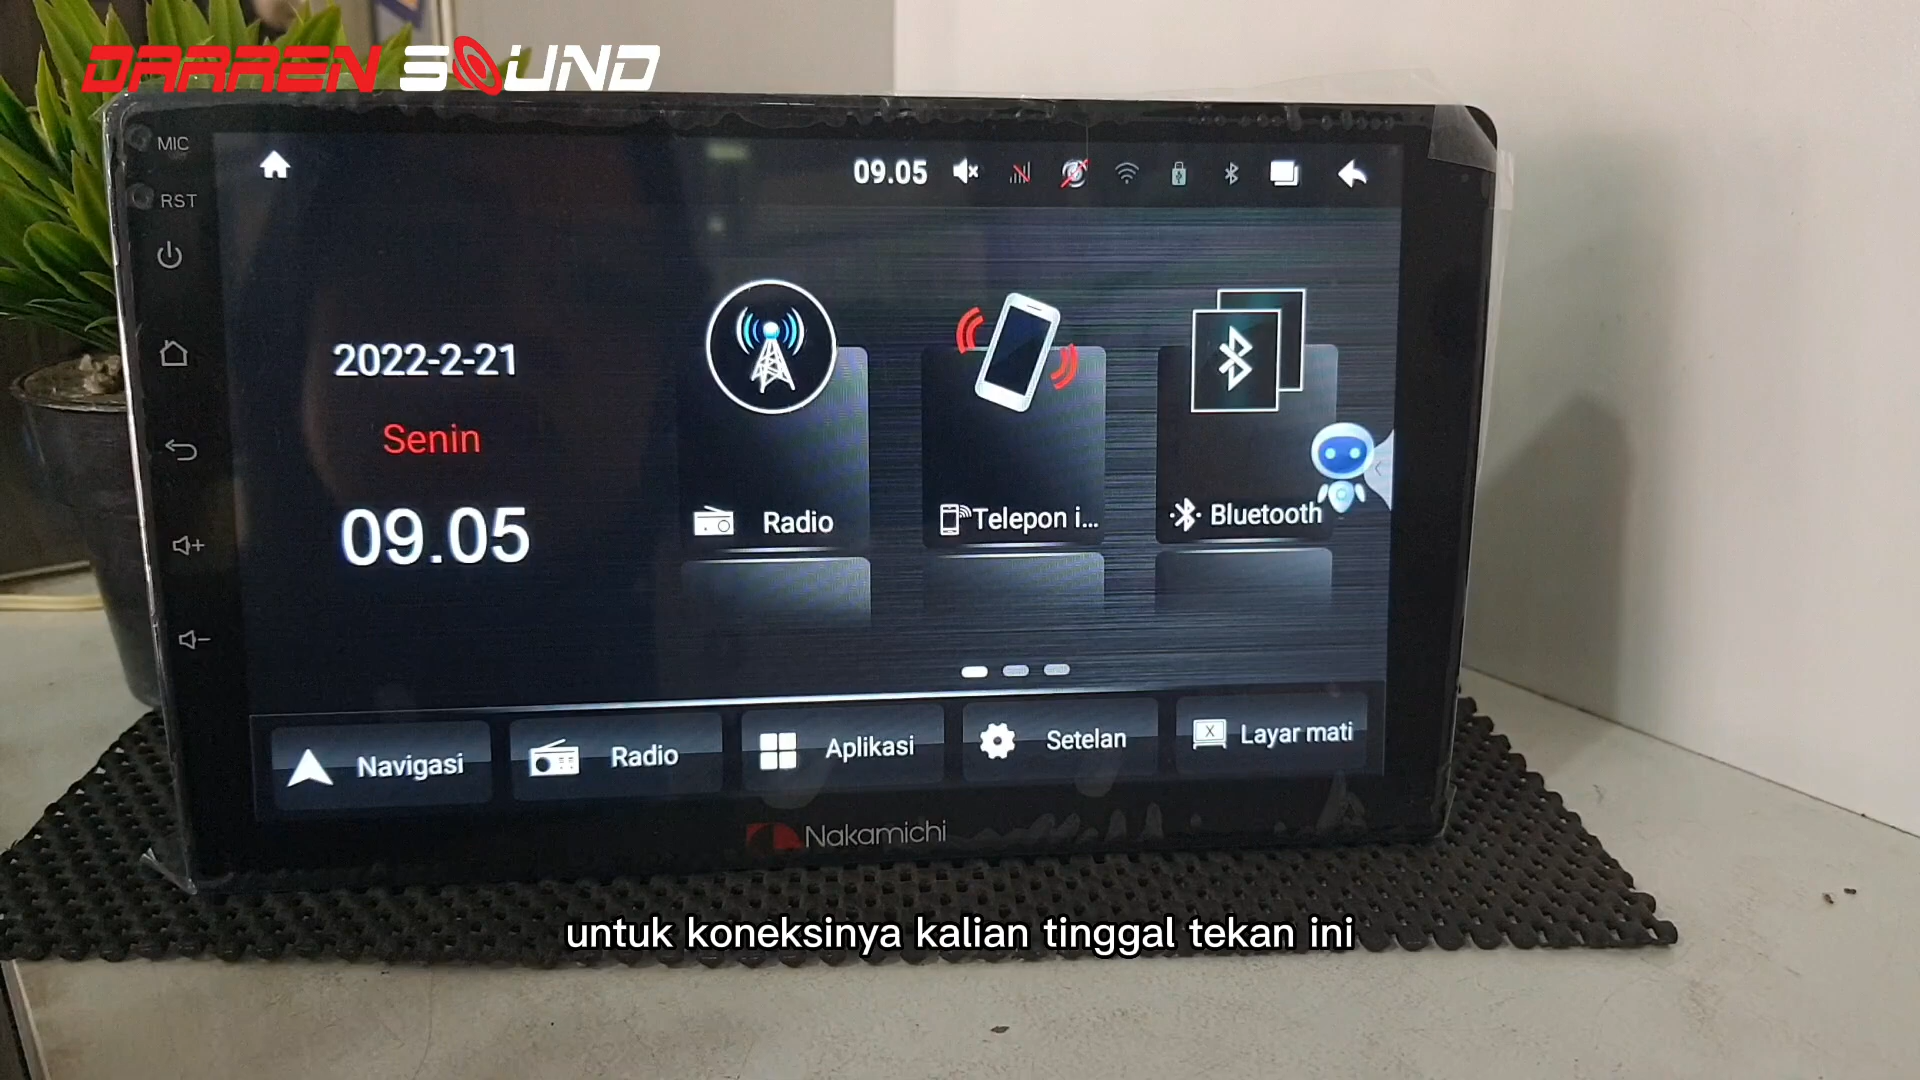 DARREN SOUND
MIC
RST
09.05
2022-2-21
Senin
09.05
Radio
Telepon i...
Bluetooth
Navigasi
Radio
Aplikasi
Setelan
X
Layar mati
Nakamichi
untuk koneksinya kalian tinggal tekan ini